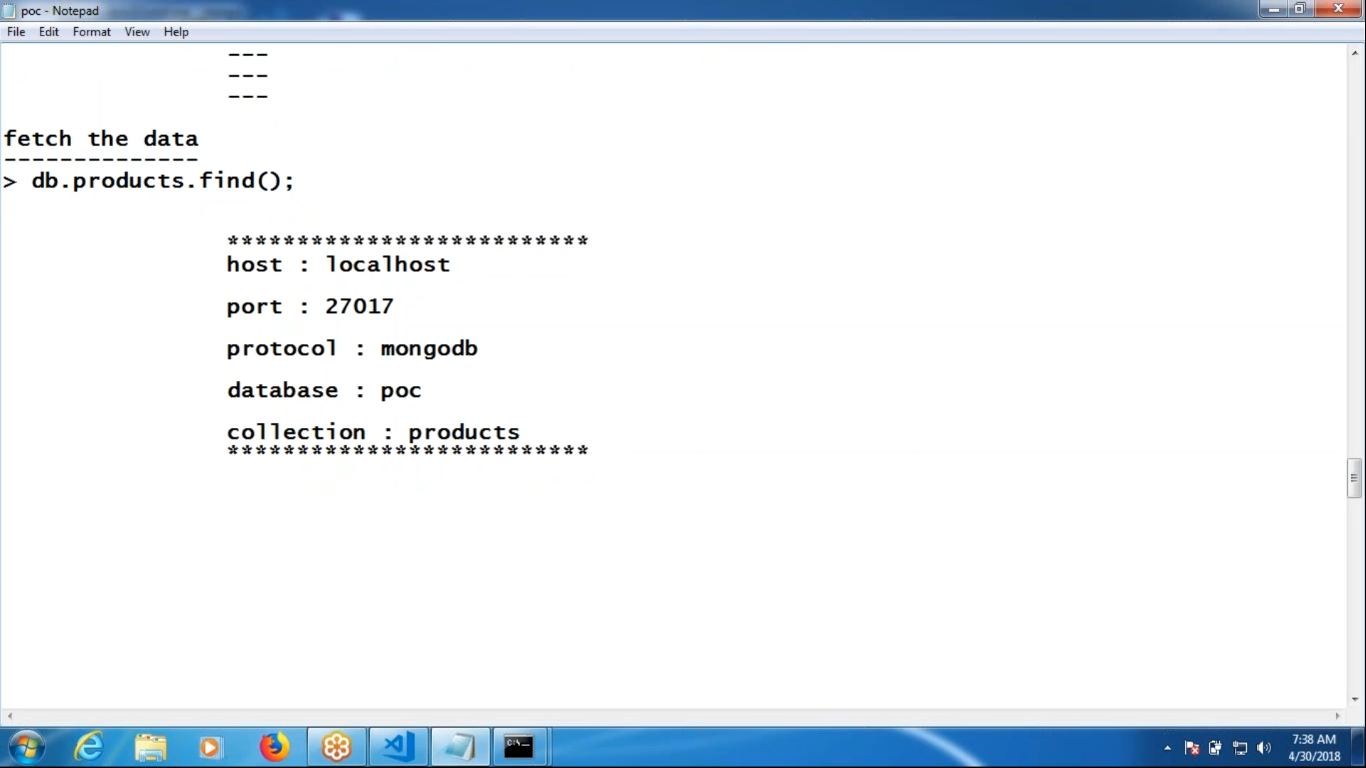 poc - Notepad
File Edit Format View Help
---
---
---
fetch the data
--------------
> db.products.find();
**************************
host : localhost
port : 27017
protocol : mongodb
database : poc
collection : products
**************************
7:38 AM
4/30/2018